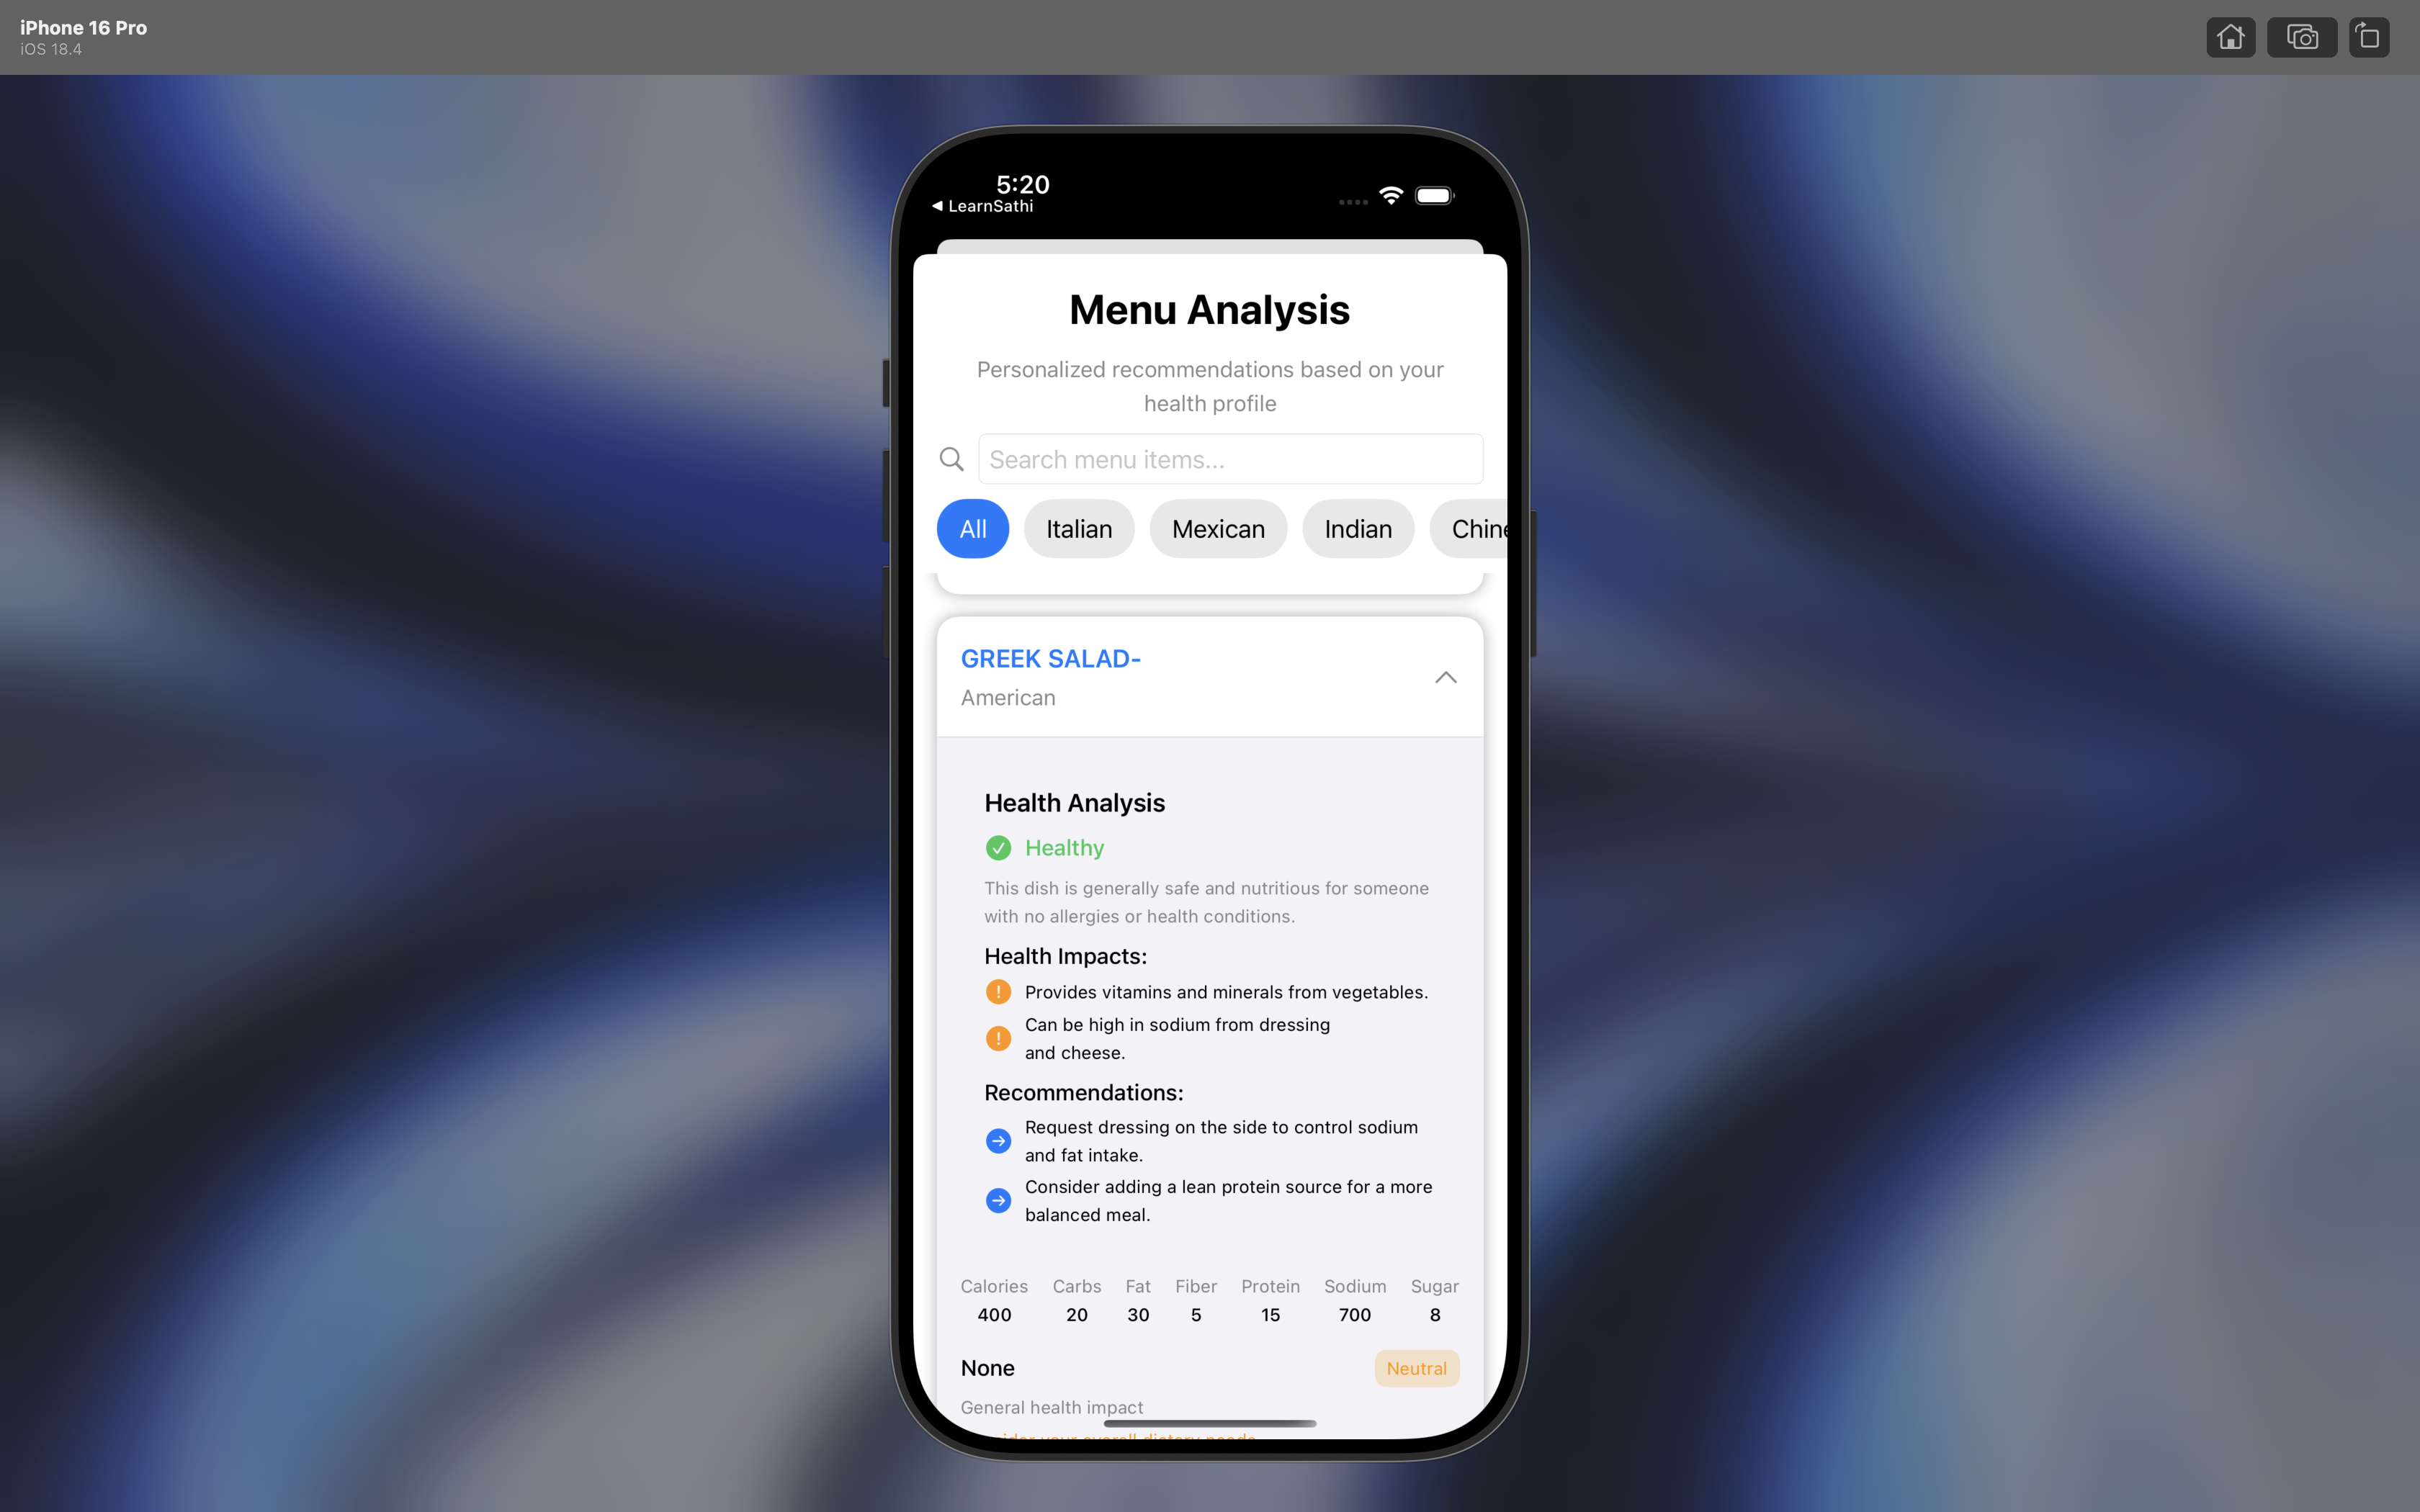 iPhone 16 Pro
iOS 18.4
5:20
◀ LearnSathi
Menu Analysis
Personalized recommendations based on your
health profile
Search menu items...
All Italian Mexican Indian Chine
GREEK SALAD-
American
Health Analysis
Healthy
This dish is generally safe and nutritious for someone
with no allergies or health conditions.
Health Impacts:
Provides vitamins and minerals from vegetables.
Can be high in sodium from dressing
and cheese.
Recommendations:
Request dressing on the side to control sodium
and fat intake.
Consider adding a lean protein source for a more
balanced meal.
Calories Carbs Fat Fiber Protein Sodium Sugar
400 20 30 5 15 700 8
None Neutral
General health impact
your overall dietary needs